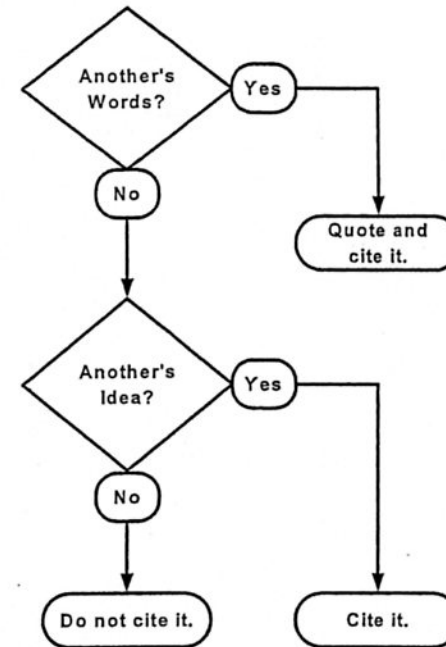 Another's
Words?
Yes
No
Quote and
cite it.
Another's
Idea?
Yes
No
Do not cite it.
Cite it.